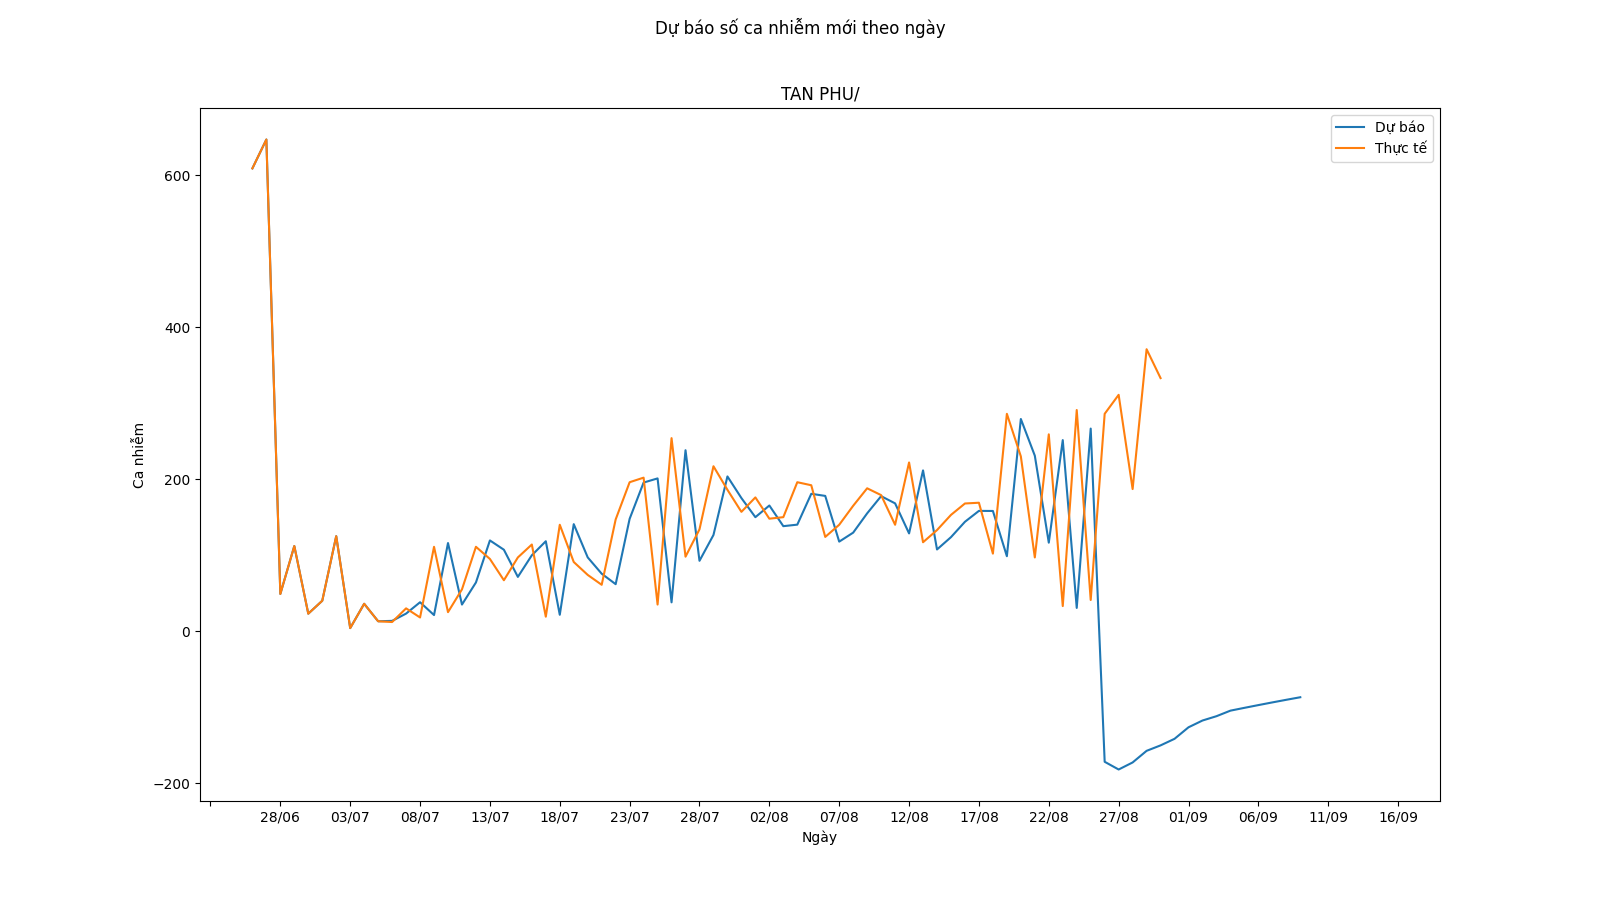 Dự báo số ca nhiễm mới theo ngày
TAN PHU/
Dự báo
Thực tế
600
400
200
0
−200
Ca nhiễm
28/06 03/07 08/07 13/07 18/07 23/07 28/07 02/08 07/08 12/08 17/08 22/08 27/08 01/09 06/09 11/09 16/09
Ngày